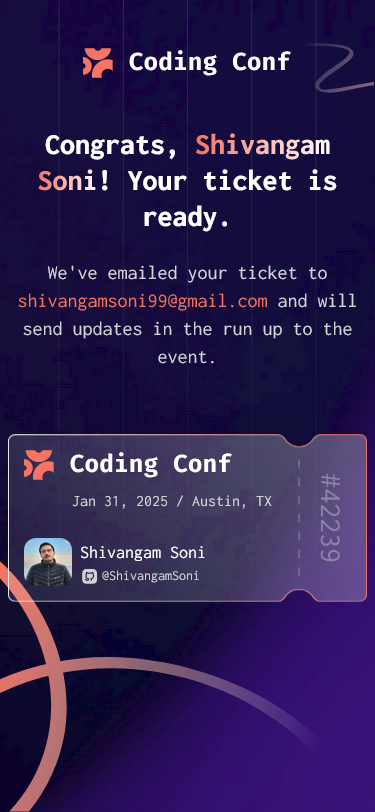 Coding Conf
Congrats, Shivangam
Soni! Your ticket is
ready.
We've emailed your ticket to
shivangamsoni99@gmail.com and will
send updates in the run up to the
event.
Coding Conf
Jan 31, 2025 / Austin, TX
Shivangam Soni
@ShivangamSoni
#42239